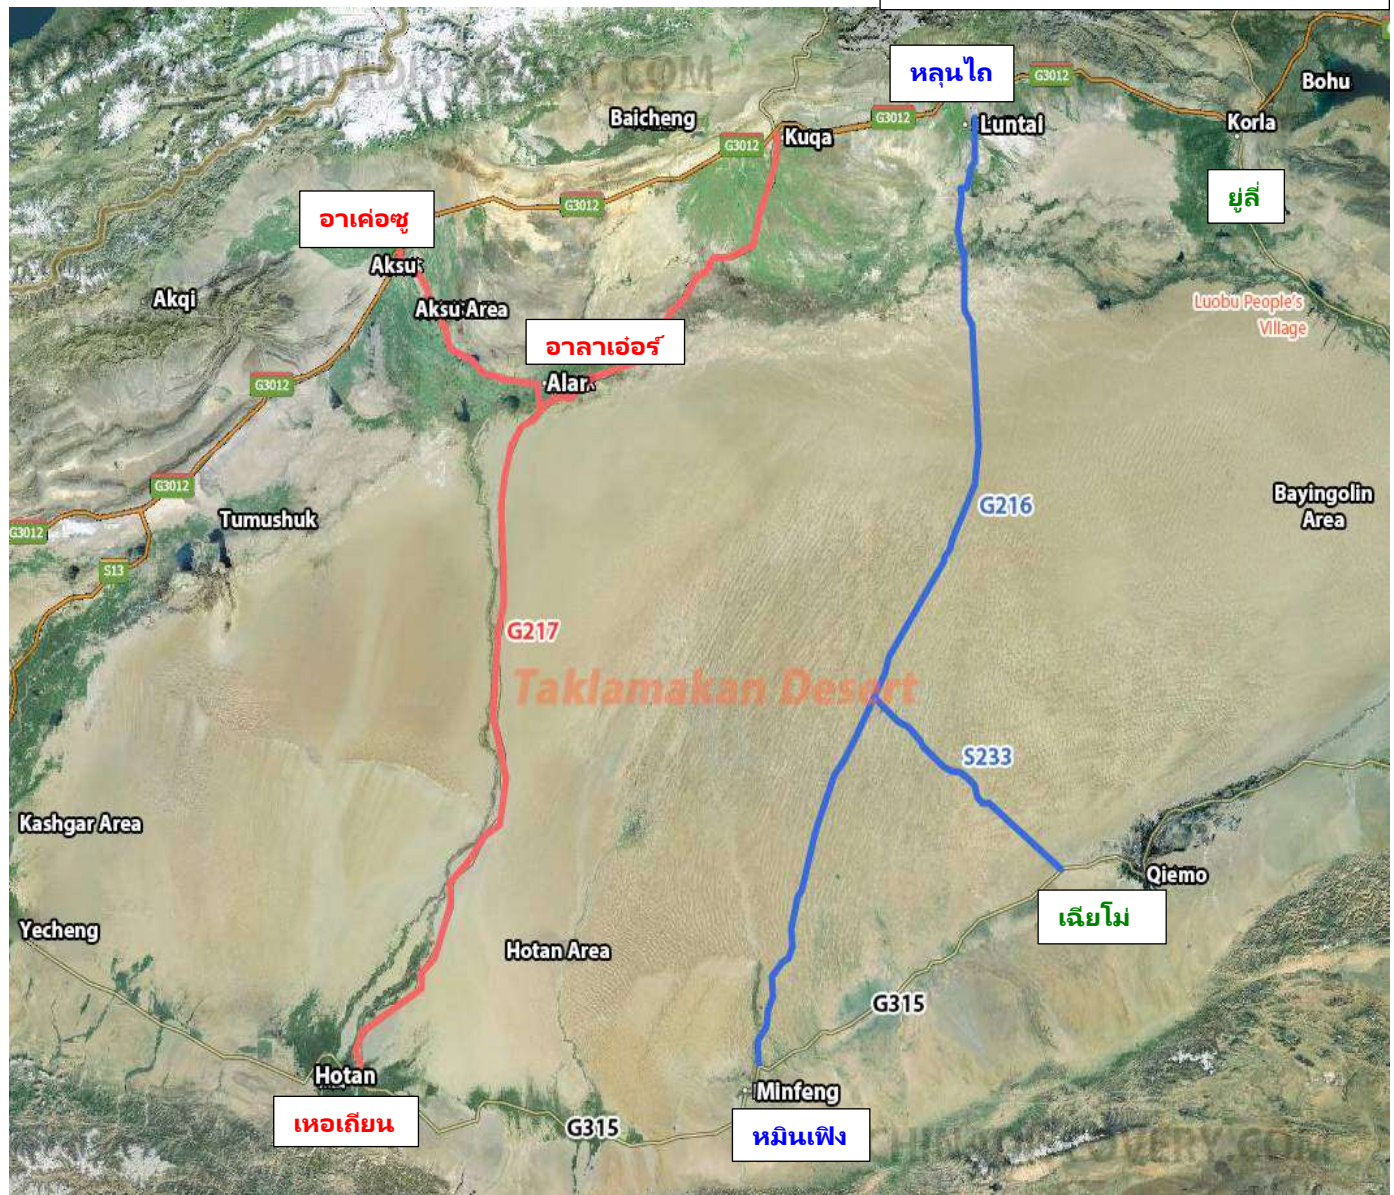 HINADISCOVERY.COM
หลุนไถ
G3012
Bohu
Baicheng
G3012
Luntai
Korla
Kuqa
G3012
ยู่ลี่
G3012
อาเค่อซู
Aksu
Akqi
Aksu Area
Luobu People's
Village
อาลาเอ๋อร์
G3012
Alar
G3012
Bayingolin
Area
G216
Tumushuk
G3012
S13
G217
Taklamakan Desert
S233
Kashgar Area
Qiemo
เฉียโม่
Yecheng
Hotan Area
G315
Hotan
Minfeng
เหอเถียน
G315
หมินเฟิง